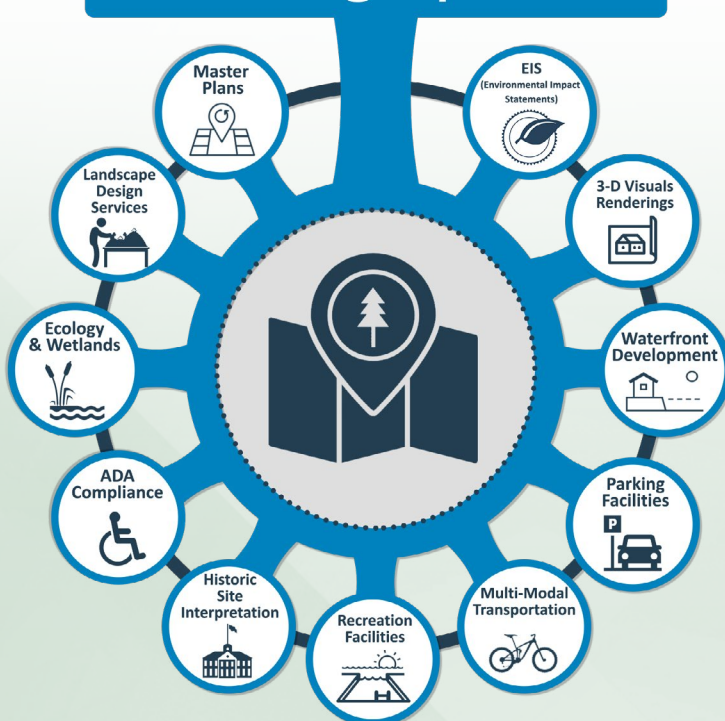 Master
Plans
EIS
(Environmental Impact
Statements)
3-D Visuals
Renderings
Waterfront
Development
Parking
Facilities
P
Multi-Modal
Transportation
Recreation
Facilities
Historic
Site
Interpretation
ADA
Compliance
Ecology
& Wetlands
Landscape
Design
Services